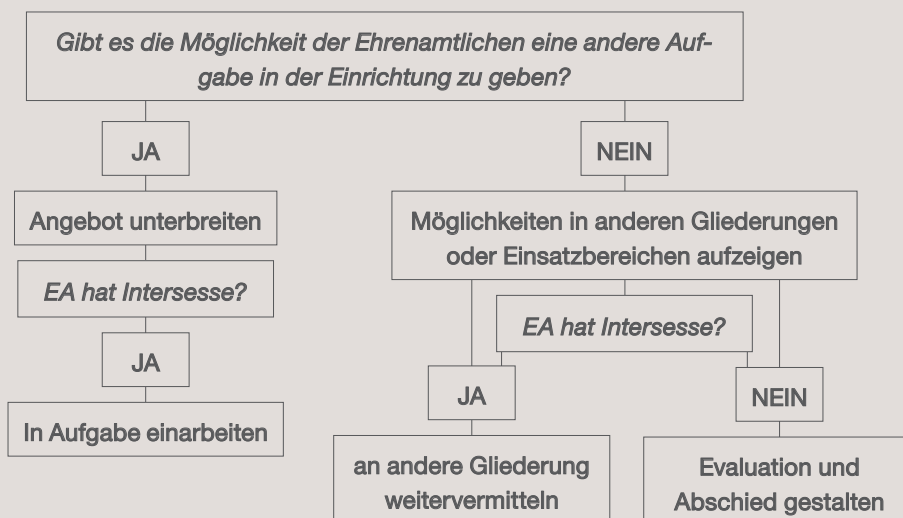 Gibt es die Möglichkeit der Ehrenamtlichen eine andere Auf-
gabe in der Einrichtung zu geben?
JA
Angebot unterbreiten
EA hat Intersesse?
JA
In Aufgabe einarbeiten
NEIN
Möglichkeiten in anderen Gliederungen
oder Einsatzbereichen aufzeigen
EA hat Intersesse?
JA
an andere Gliederung
weitervermitteln
NEIN
Evaluation und
Abschied gestalten